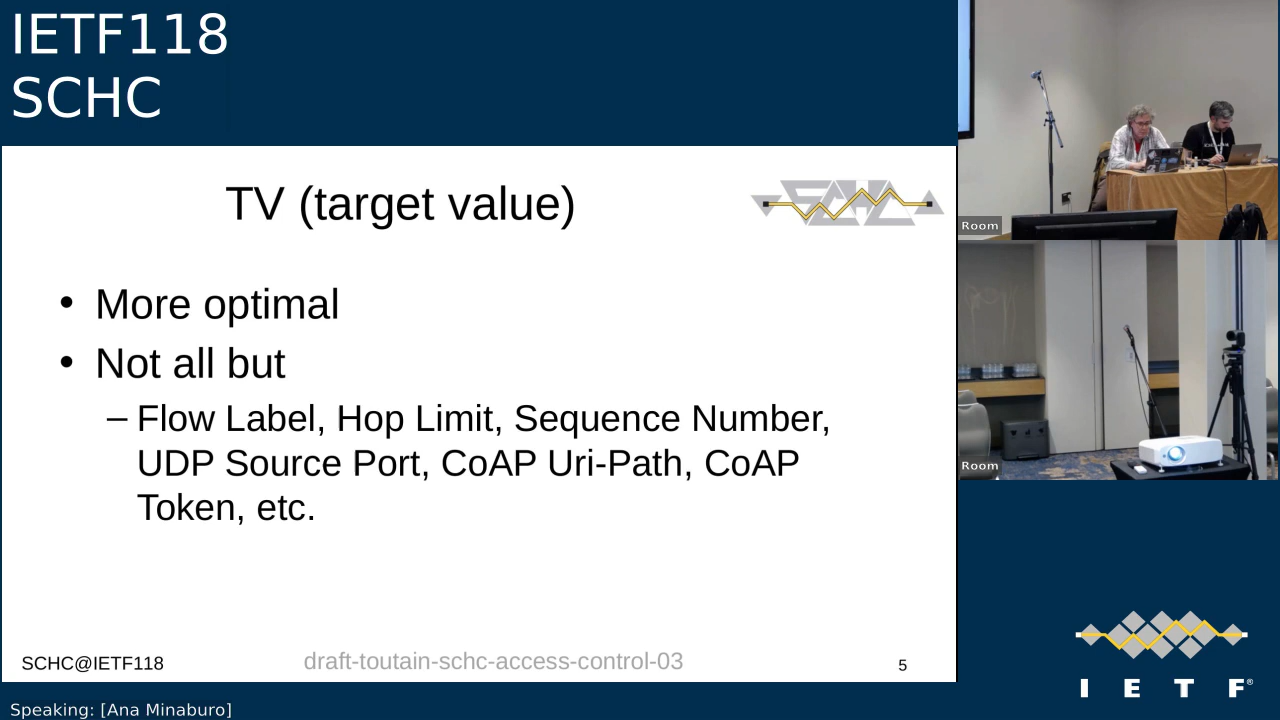 IETF118
SCHC
TV (target value)
SCHC
• More optimal
• Not all but
– Flow Label, Hop Limit, Sequence Number,
UDP Source Port, CoAP Uri-Path, CoAP
Token, etc.
SCHC@IETF118
draft-toutain-schc-access-control-03
5
Room
Room
I E T F®
Speaking: [Ana Minaburo]